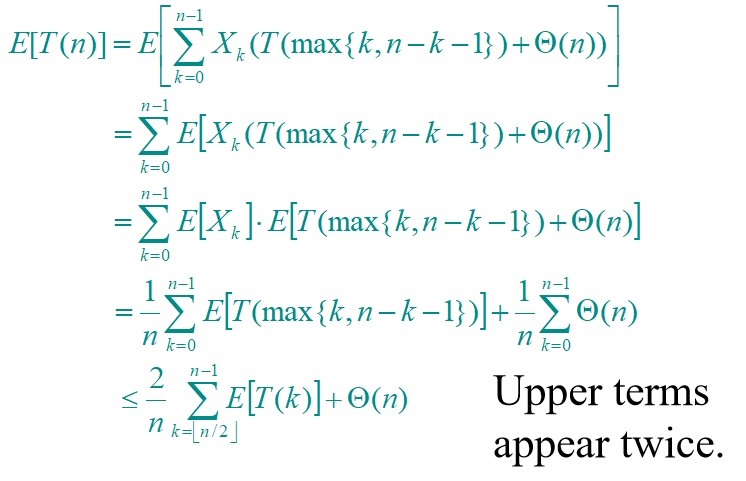 E[T(n)] = E[∑_{k=0}^{n−1} X_k (T(max{k, n−k−1}) + Θ(n))]
= ∑_{k=0}^{n−1} E[X_k (T(max{k, n−k−1}) + Θ(n))]
= ∑_{k=0}^{n−1} E[X_k] · E[T(max{k, n−k−1}) + Θ(n)]
= 1/n ∑_{k=0}^{n−1} E[T(max{k, n−k−1})] + 1/n ∑_{k=0}^{n−1} Θ(n)
≤ 2/n ∑_{k=⌊n/2⌋}^{n−1} E[T(k)] + Θ(n)
Upper terms
appear twice.